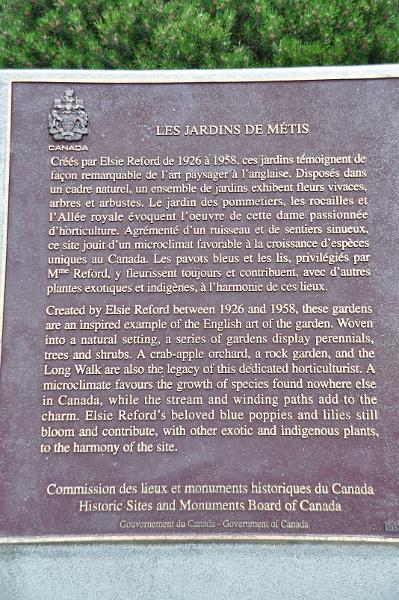 CANADA
LES JARDINS DE MÉTIS
Créés par Elsie Reford de 1926 à 1958, ces jardins témoignent de
façon remarquable de l'art paysager à l'anglaise. Disposés dans
un cadre naturel, un ensemble de jardins exhibent fleurs vivaces,
arbres et arbustes. Le jardin des pommetiers, les rocailles et
l'Allée royale évoquent l'oeuvre de cette dame passionnée
d'horticulture. Agrémenté d'un ruisseau et de sentiers sinueux,
ce site jouit d'un microclimat favorable à la croissance d'espèces
uniques au Canada. Les pavots bleus et les lis, privilégiés par
Mme Reford, y fleurissent toujours et contribuent, avec d'autres
plantes exotiques et indigènes, à l'harmonie de ces lieux.
Created by Elsie Reford between 1926 and 1958, these gardens
are an inspired example of the English art of the garden. Woven
into a natural setting, a series of gardens display perennials,
trees and shrubs. A crab-apple orchard, a rock garden, and the
Long Walk are also the legacy of this dedicated horticulturist. A
microclimate favours the growth of species found nowhere else
in Canada, while the stream and winding paths add to the
charm. Elsie Reford's beloved blue poppies and lilies still
bloom and contribute, with other exotic and indigenous plants,
to the harmony of the site.
Commission des lieux et monuments historiques du Canada
Historic Sites and Monuments Board of Canada
Gouvernement du Canada - Government of Canada